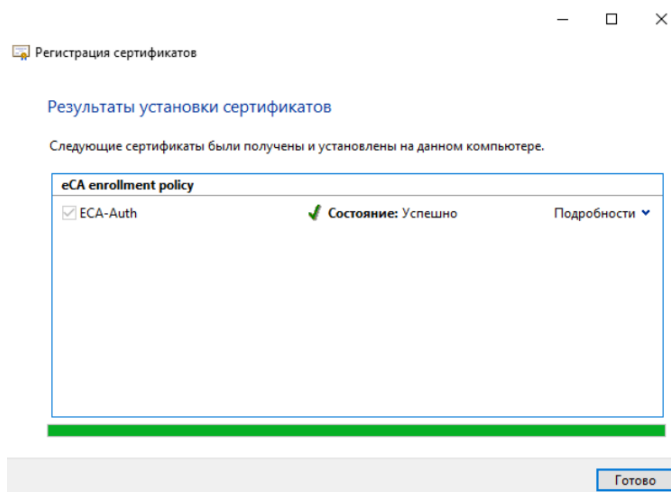 Регистрация сертификатов
Результаты установки сертификатов
Следующие сертификаты были получены и установлены на данном компьютере.
eCA enrollment policy
ECA-Auth Состояние: Успешно Подробности
Готово